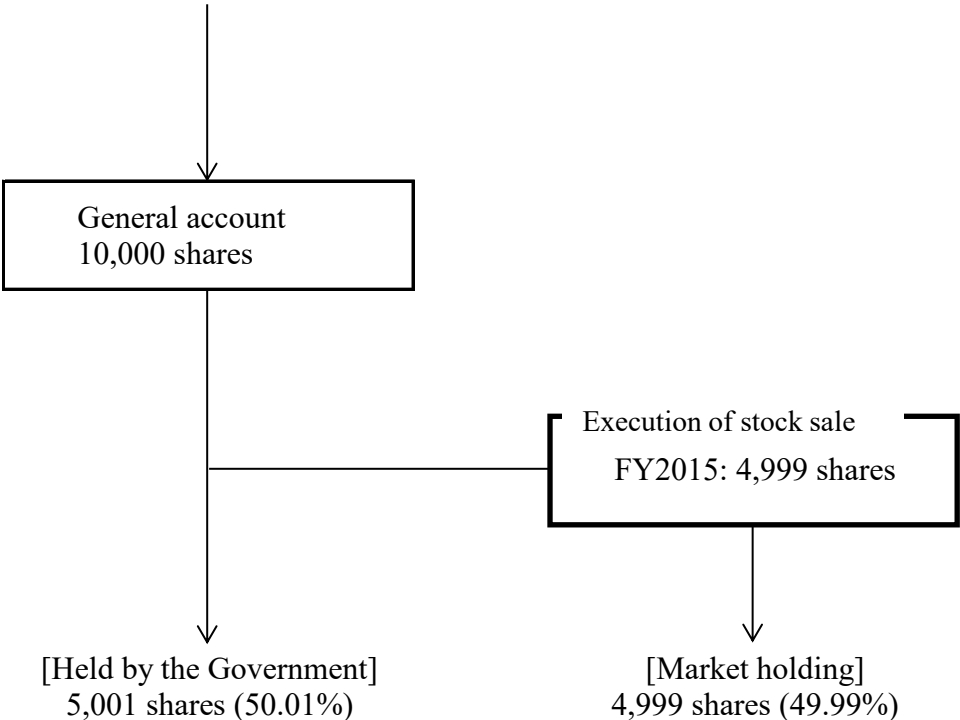 General account
10,000 shares
Execution of stock sale
FY2015: 4,999 shares
[Held by the Government]
5,001 shares (50.01%)
[Market holding]
4,999 shares (49.99%)